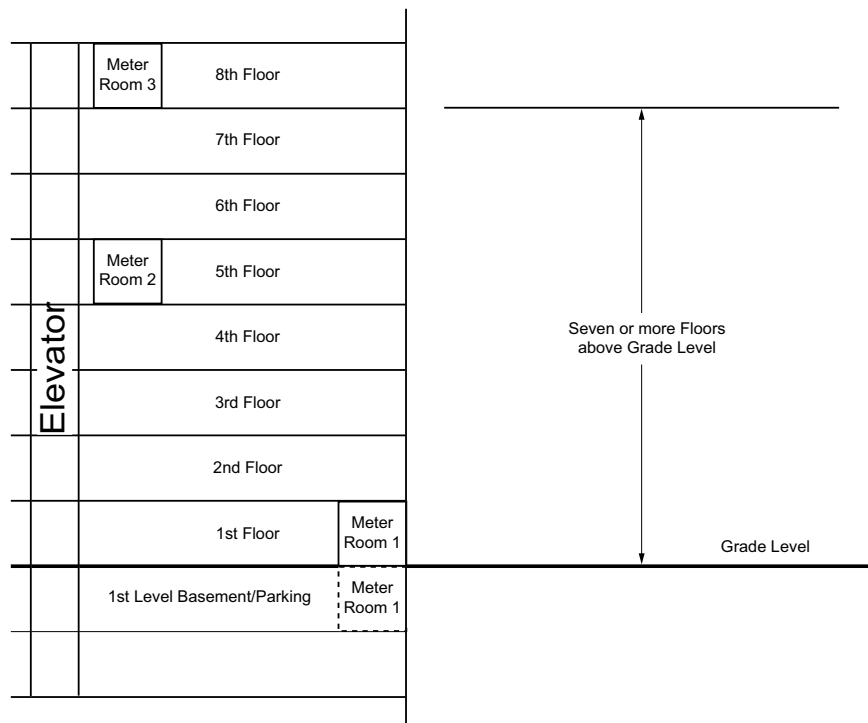 Meter
Room 3
8th Floor
7th Floor
6th Floor
Meter
Room 2
5th Floor
Elevator
4th Floor
Seven or more Floors
above Grade Level
3rd Floor
2nd Floor
1st Floor
Meter
Room 1
Grade Level
1st Level Basement/Parking
Meter
Room 1